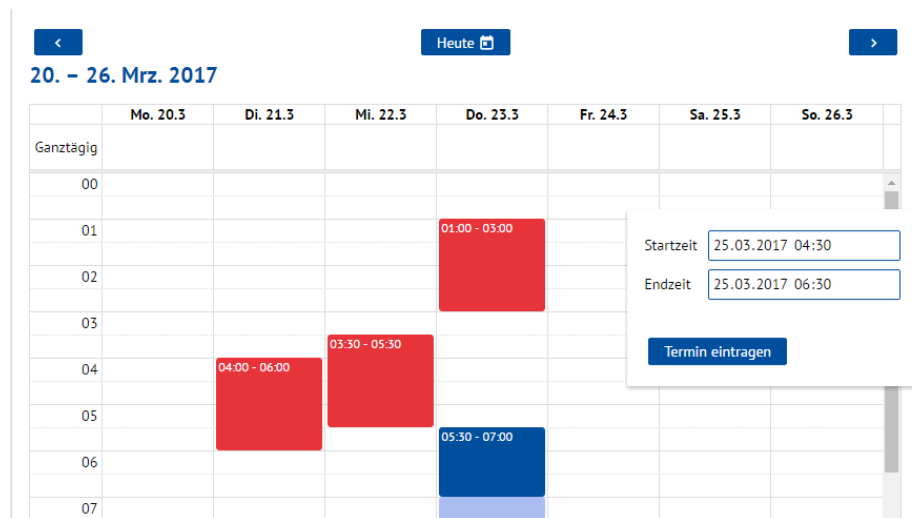 Heute
20. – 26. Mrz. 2017
Mo. 20.3 Di. 21.3 Mi. 22.3 Do. 23.3 Fr. 24.3 Sa. 25.3 So. 26.3
Ganztägig
00
01 01:00 - 03:00
Startzeit 25.03.2017 04:30
02
Endzeit 25.03.2017 06:30
03
03:30 - 05:30
Termin eintragen
04 04:00 - 06:00
05
05:30 - 07:00
06
07